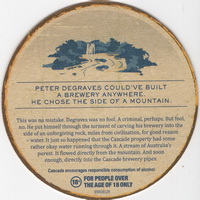 PETER DEGRAVES COULD'VE BUILT
A BREWERY ANYWHERE.
HE CHOSE THE SIDE OF A MOUNTAIN.
This was no mistake. Degraves was no fool. A criminal, perhaps. But fool,
no. He put himself through the torment of carving his brewery into the
side of an unforgiving rock, miles from civilisation, for good reason
- water. It just so happened that the Cascade property had some
rather okay water running through it. A stream of Australia's
purest. It flowed directly from the mountain. And soon
enough, directly into the Cascade brewery pipes.
Cascade encourages responsible consumption of alcohol
18+ FOR PEOPLE OVER
THE AGE OF 18 ONLY